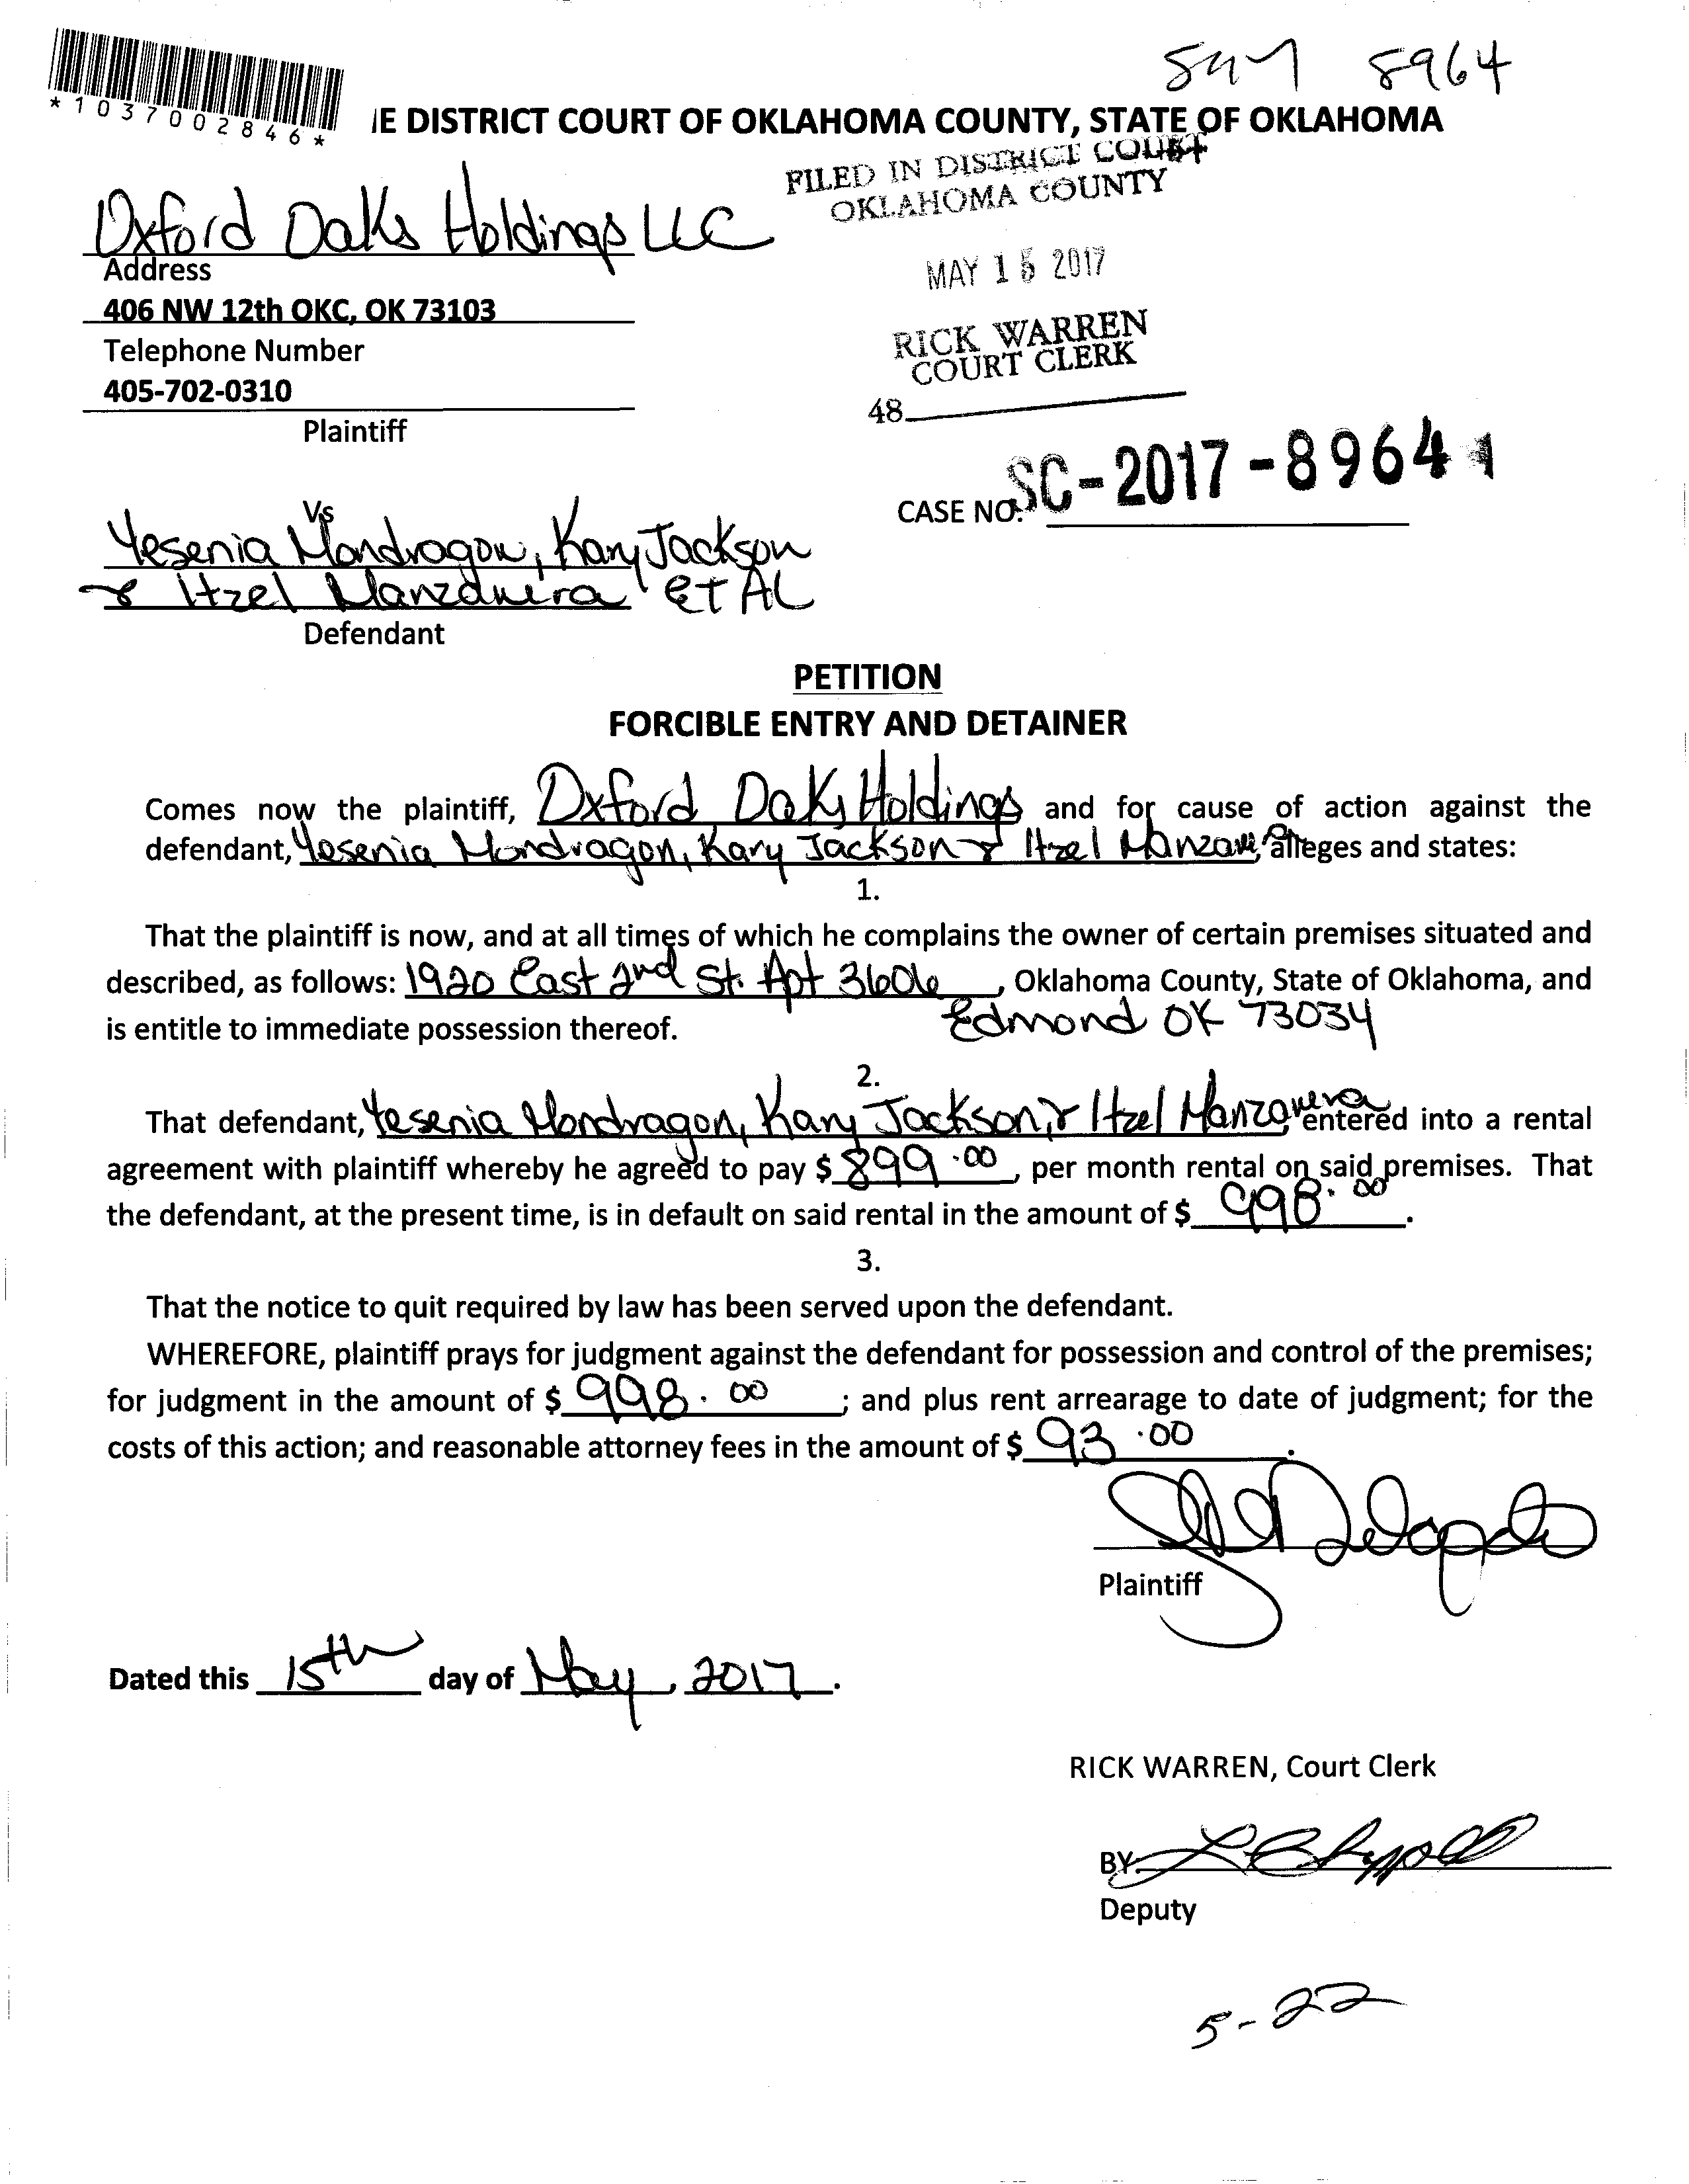 8964
*1037002846*
IE DISTRICT COURT OF OKLAHOMA COUNTY, STATE OF OKLAHOMA
FILED IN DISTRICT COURT
OKLAHOMA COUNTY
Oxford Oaks Holdings LLC
Address
MAY 15 2017
406 NW 12th OKC, OK 73103
Telephone Number
RICK WARREN
COURT CLERK
405-702-0310
48
Plaintiff
CASE NO. SC-2017-8964
Vs
Yesenia Mondragon, Kary Jackson
& Itzel Manzanera et AL
Defendant
PETITION
FORCIBLE ENTRY AND DETAINER
Comes now the plaintiff, Oxford Oaks Holdings and for cause of action against the
defendant, Yesenia Mondragon, Kary Jackson & Itzel alleges and states:
1.
That the plaintiff is now, and at all times of which he complains the owner of certain premises situated and
described, as follows: 1920 East 2nd St. Apt 3606, Oklahoma County, State of Oklahoma, and
is entitle to immediate possession thereof. Edmond OK 73034
2.
That defendant, Yesenia Mondragon, Kary Jackson, & Itzel Manzanera, entered into a rental
agreement with plaintiff whereby he agreed to pay $ 899.00, per month rental on said premises. That
the defendant, at the present time, is in default on said rental in the amount of $ 998.00.
3.
That the notice to quit required by law has been served upon the defendant.
WHEREFORE, plaintiff prays for judgment against the defendant for possession and control of the premises;
for judgment in the amount of $ 998.00; and plus rent arrearage to date of judgment; for the
costs of this action; and reasonable attorney fees in the amount of $ 93.00.
Plaintiff
Dated this 15th day of May, 2017.
RICK WARREN, Court Clerk
BY:
Deputy
5-22